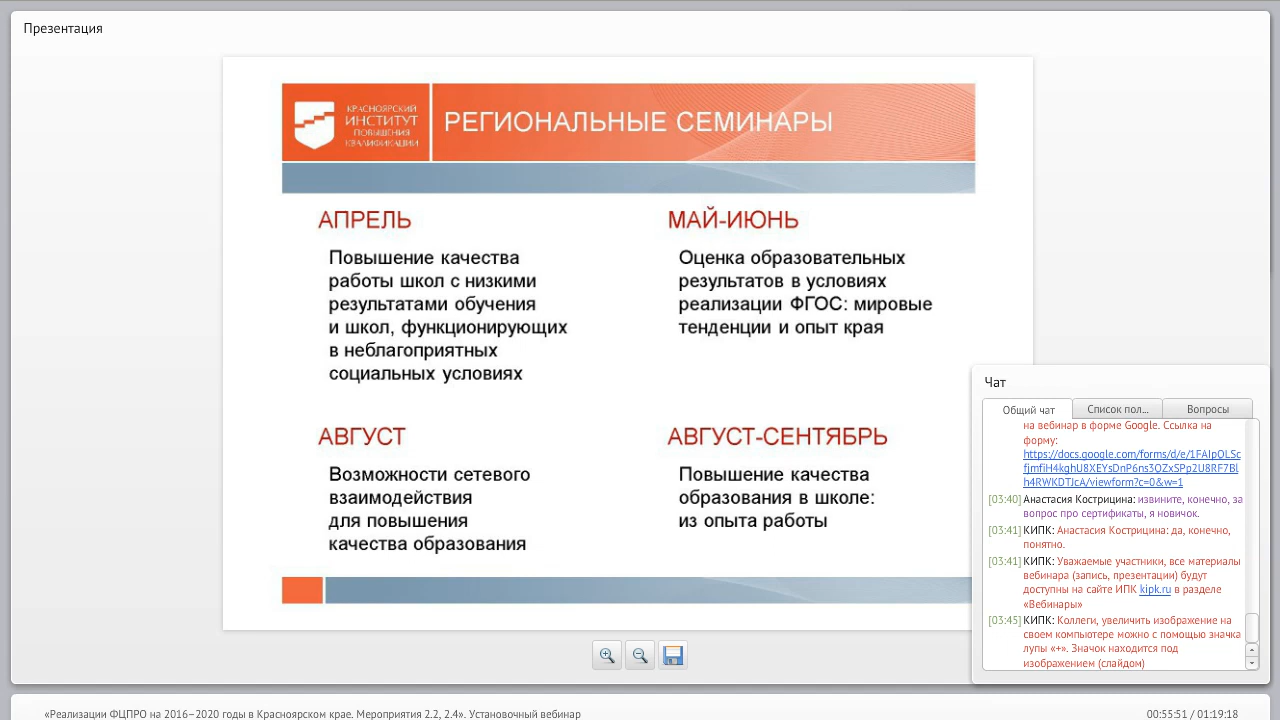 Презентация
КРАСНОЯРСКИЙ
ИНСТИТУТ
ПОВЫШЕНИЯ
КВАЛИФИКАЦИИ
РЕГИОНАЛЬНЫЕ СЕМИНАРЫ
АПРЕЛЬ
Повышение качества
работы школ с низкими
результатами обучения
и школ, функционирующих
в неблагоприятных
социальных условиях
МАЙ-ИЮНЬ
Оценка образовательных
результатов в условиях
реализации ФГОС: мировые
тенденции и опыт края
АВГУСТ
Возможности сетевого
взаимодействия
для повышения
качества образования
АВГУСТ-СЕНТЯБРЬ
Повышение качества
образования в школе:
из опыта работы
Чат
Общий чат Список пол... Вопросы
на вебинар в форме Google. Ссылка на
форму:
https://docs.google.com/forms/d/e/1FAIpQLSc
fjmfiH4kghU8XEYsDnP6ns3OZxSPp2U8RF7Bl
h4RWKDTJcA/viewform?c=0&w=1
[03:40] Анастасия Кострицина: извините, конечно, за
вопрос про сертификаты, я новичок.
[03:41] КИПК: Анастасия Кострицина: да, конечно,
понятно.
[03:41] КИПК: Уважаемые участники, все материалы
вебинара (запись, презентации) будут
доступны на сайте ИПК kipk.ru в разделе
«Вебинары»
[03:45] КИПК: Коллеги, увеличить изображение на
своем компьютере можно с помощью значка
лупы «+». Значок находится под
изображением (слайдом)
«Реализации ФЦПРО на 2016–2020 годы в Красноярском крае. Мероприятия 2.2, 2.4». Установочный вебинар
00:55:51 / 01:19:18